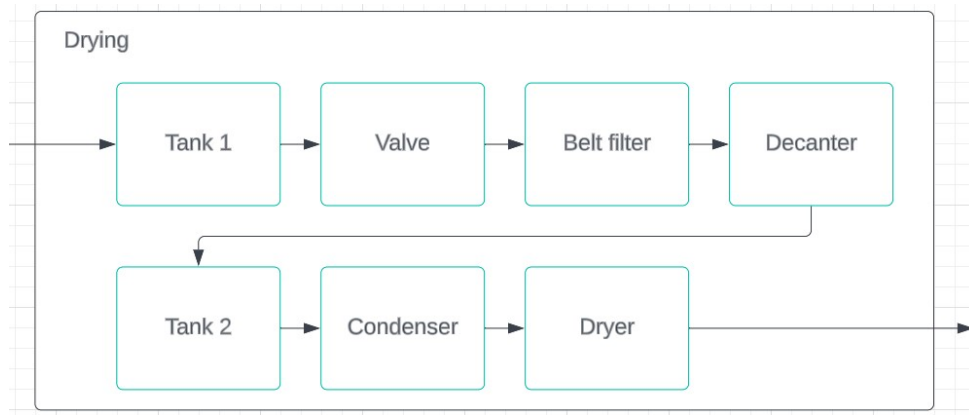 Drying
Tank 1
Valve
Belt filter
Decanter
Tank 2
Condenser
Dryer